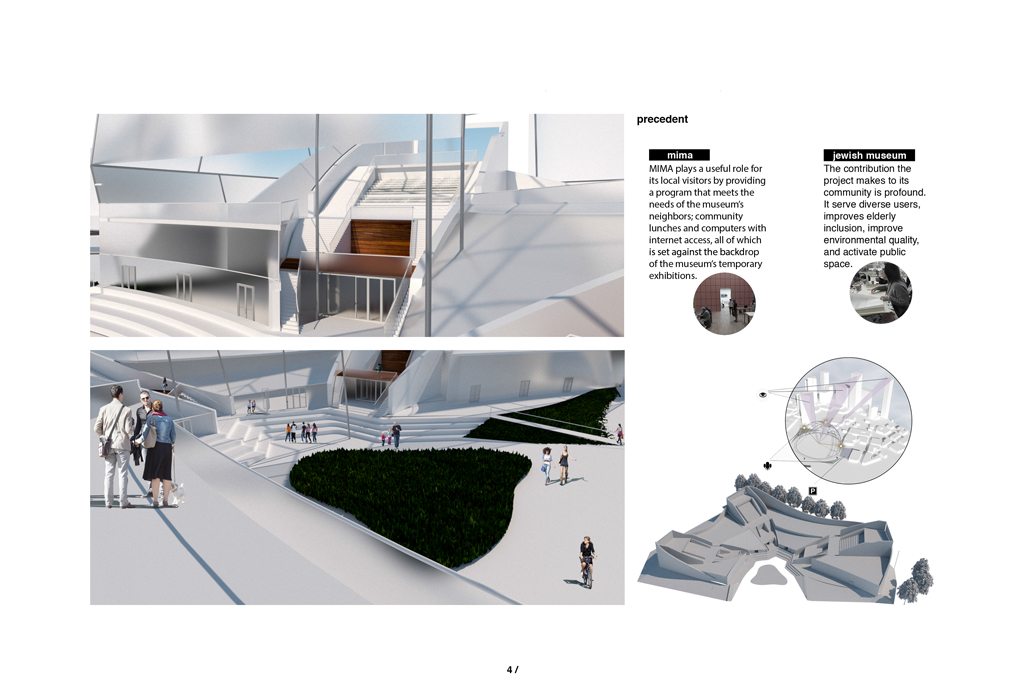 precedent
mima
MIMA plays a useful role for
its local visitors by providing
a program that meets the
needs of the museum's
neighbors; community
lunches and computers with
internet access, all of which
is set against the backdrop
of the museum's temporary
exhibitions.
jewish museum
The contribution the
project makes to its
community is profound.
It serve diverse users,
improves elderly
inclusion, improve
environmental quality,
and activate public
space.
P
4 /